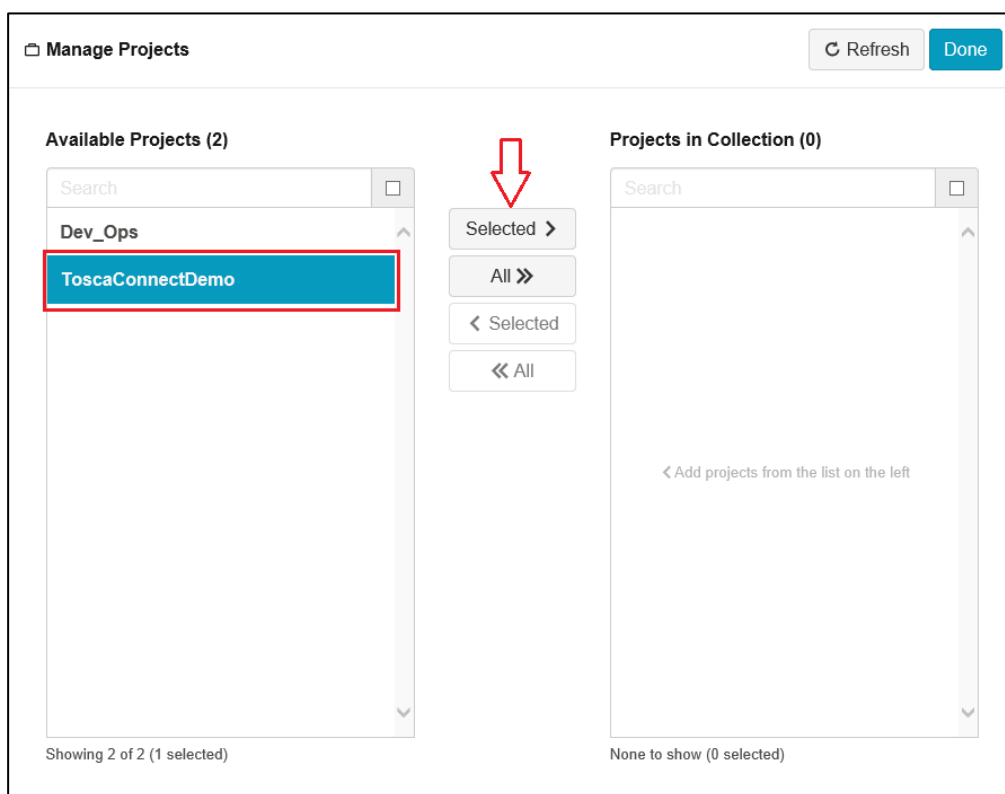 Manage Projects
Refresh
Done
Available Projects (2)
Projects in Collection (0)
Search
Search
Dev_Ops
ToscaConnectDemo
Selected
All
Selected
All
Add projects from the list on the left
Showing 2 of 2 (1 selected)
None to show (0 selected)